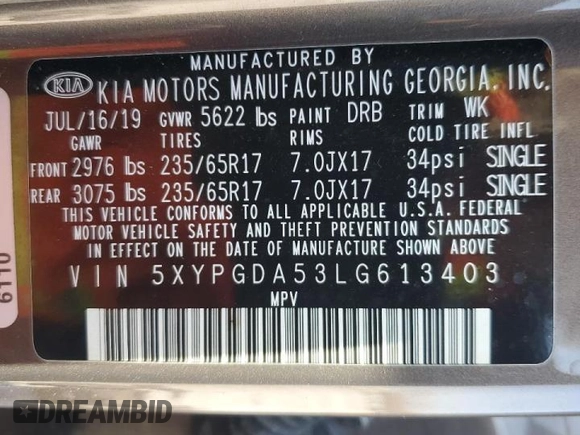 MANUFACTURED BY
KIA KIA MOTORS MANUFACTURING GEORGIA, INC.
JUL/16/19 GVWR 5622 lbs PAINT DRB TRIM WK
GAWR TIRES RIMS COLD TIRE INFL
FRONT 2976 lbs 235/65R17 7.0JX17 34psi SINGLE
REAR 3075 lbs 235/65R17 7.0JX17 34psi SINGLE
THIS VEHICLE CONFORMS TO ALL APPLICABLE U.S.A. FEDERAL
MOTOR VEHICLE SAFETY AND THEFT PREVENTION STANDARDS
IN EFFECT ON THE DATE OF MANUFACTURE SHOWN ABOVE.
VIN 5XYPGDA53LG613403
MPV
6110
DREAMBID